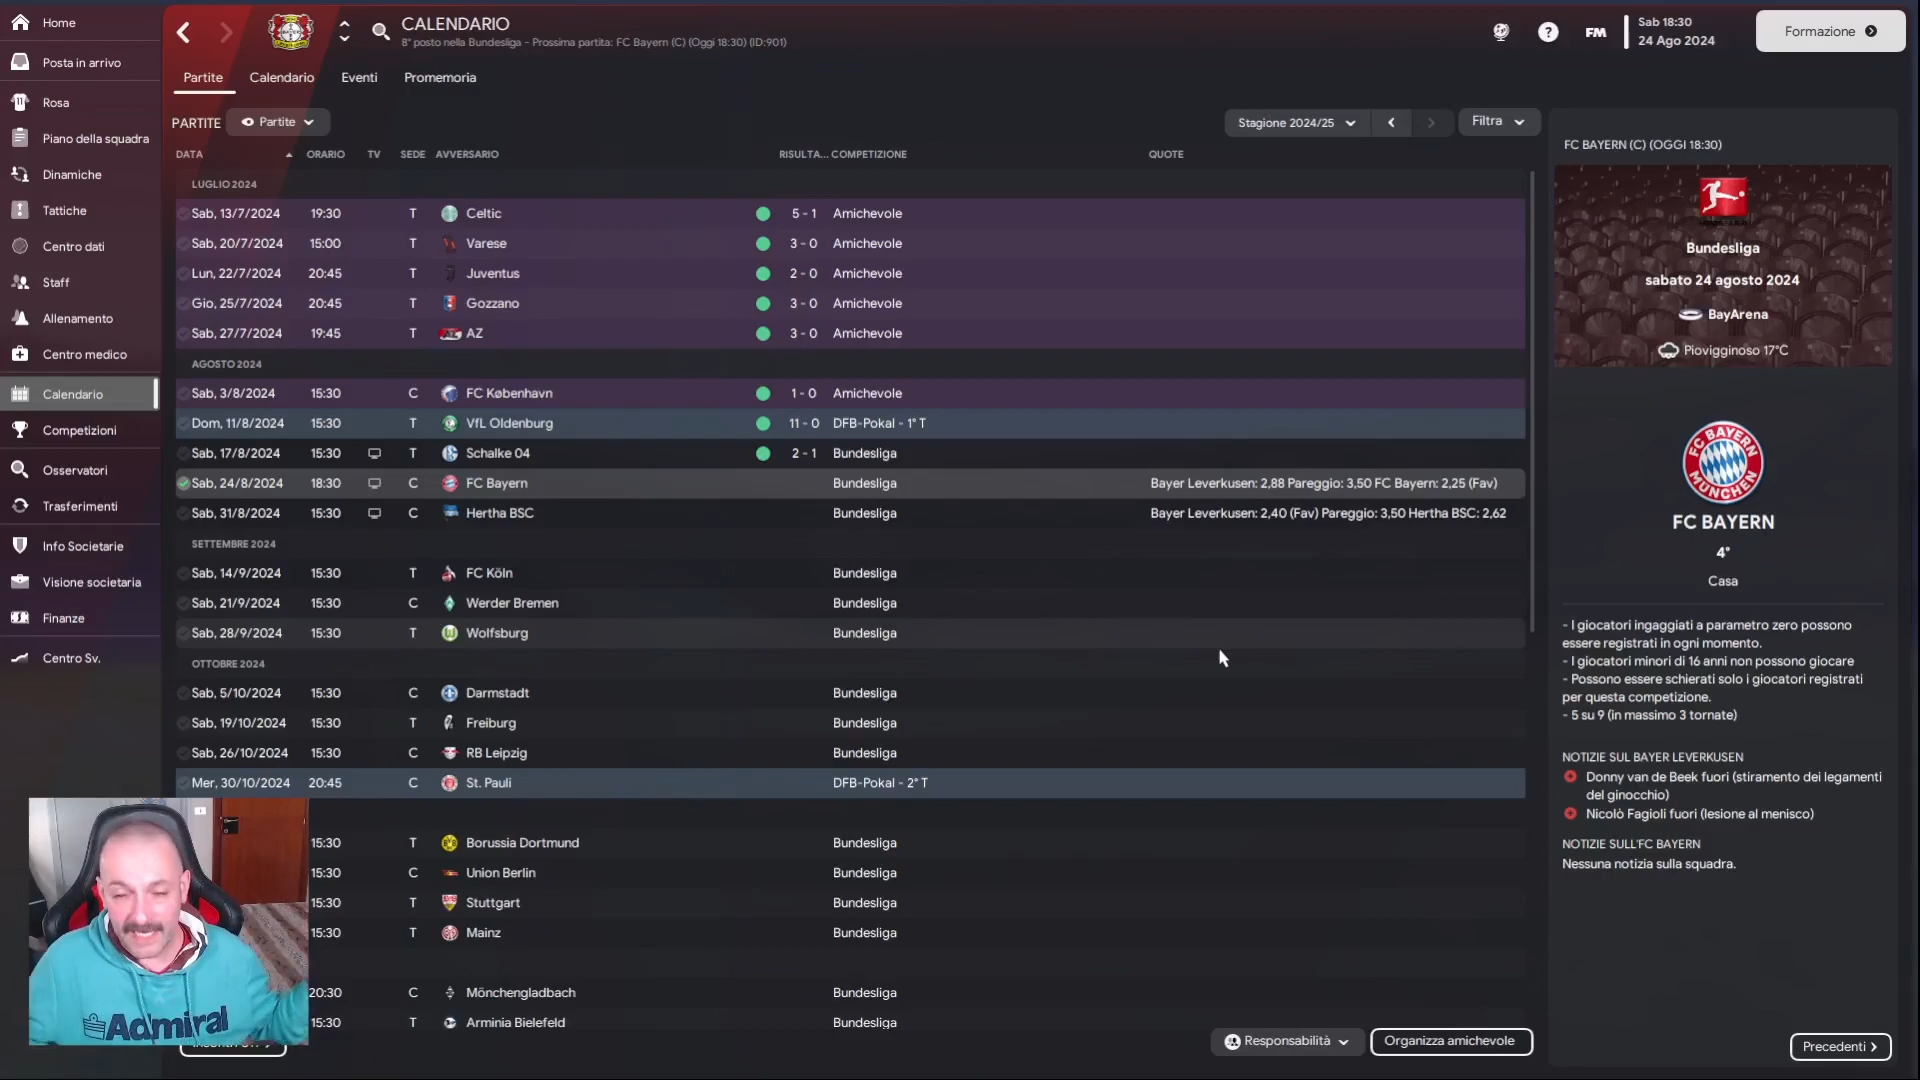 Home
Posta in arrivo
Rosa
Piano della squadra
Dinamiche
Tattiche
Centro dati
Staff
Allenamento
Centro medico
Calendario
Competizioni
Osservatori
Trasferimenti
Info Societarie
Visione societaria
Finanze
Centro Sv.
CALENDARIO
8° posto nella Bundesliga - Prossima partita: FC Bayern (C) (Oggi 18:30) (ID:901)
FM
Sab 18:30
24 Ago 2024
Formazione
Partite Calendario Eventi Promemoria
PARTITE Partite Stagione 2024/25 Filtra
DATA ORARIO TV SEDE AVVERSARIO RISULTA... COMPETIZIONE QUOTE
LUGLIO 2024
Sab, 13/7/2024 19:30 T Celtic 5 - 1 Amichevole
Sab, 20/7/2024 15:00 T Varese 3 - 0 Amichevole
Lun, 22/7/2024 20:45 T Juventus 2 - 0 Amichevole
Gio, 25/7/2024 20:45 T Gozzano 3 - 0 Amichevole
Sab, 27/7/2024 19:45 T AZ 3 - 0 Amichevole
AGOSTO 2024
Sab, 3/8/2024 15:30 C FC København 1 - 0 Amichevole
Dom, 11/8/2024 15:30 T VfL Oldenburg 11 - 0 DFB-Pokal - 1° T
Sab, 17/8/2024 15:30 T Schalke 04 2 - 1 Bundesliga
Sab, 24/8/2024 18:30 C FC Bayern Bundesliga Bayer Leverkusen: 2,88 Pareggio: 3,50 FC Bayern: 2,25 (Fav)
Sab, 31/8/2024 15:30 C Hertha BSC Bundesliga Bayer Leverkusen: 2,40 (Fav) Pareggio: 3,50 Hertha BSC: 2,62
SETTEMBRE 2024
Sab, 14/9/2024 15:30 T FC Köln Bundesliga
Sab, 21/9/2024 15:30 C Werder Bremen Bundesliga
Sab, 28/9/2024 15:30 T Wolfsburg Bundesliga
OTTOBRE 2024
Sab, 5/10/2024 15:30 C Darmstadt Bundesliga
Sab, 19/10/2024 15:30 T Freiburg Bundesliga
Sab, 26/10/2024 15:30 C RB Leipzig Bundesliga
Mer, 30/10/2024 20:45 C St. Pauli DFB-Pokal - 2° T
15:30 T Borussia Dortmund Bundesliga
15:30 C Union Berlin Bundesliga
15:30 T Stuttgart Bundesliga
15:30 T Mainz Bundesliga
20:30 C Mönchengladbach Bundesliga
15:30 T Arminia Bielefeld Bundesliga
Responsabilità Organizza amichevole
FC BAYERN (C) (OGGI 18:30)
Bundesliga
sabato 24 agosto 2024
BayArena
Piovigginoso 17°C
FC BAYERN
MÜNCHEN
FC BAYERN
4°
Casa
- I giocatori ingaggiati a parametro zero possono
essere registrati in ogni momento.
- I giocatori minori di 16 anni non possono giocare
- Possono essere schierati solo i giocatori registrati
per questa competizione.
- 5 su 9 (in massimo 3 tornate)
NOTIZIE SUL BAYER LEVERKUSEN
Donny van de Beek fuori (stiramento dei legamenti
del ginocchio)
Nicolò Fagioli fuori (lesione al menisco)
NOTIZIE SULL'FC BAYERN
Nessuna notizia sulla squadra.
Precedenti
Admiral